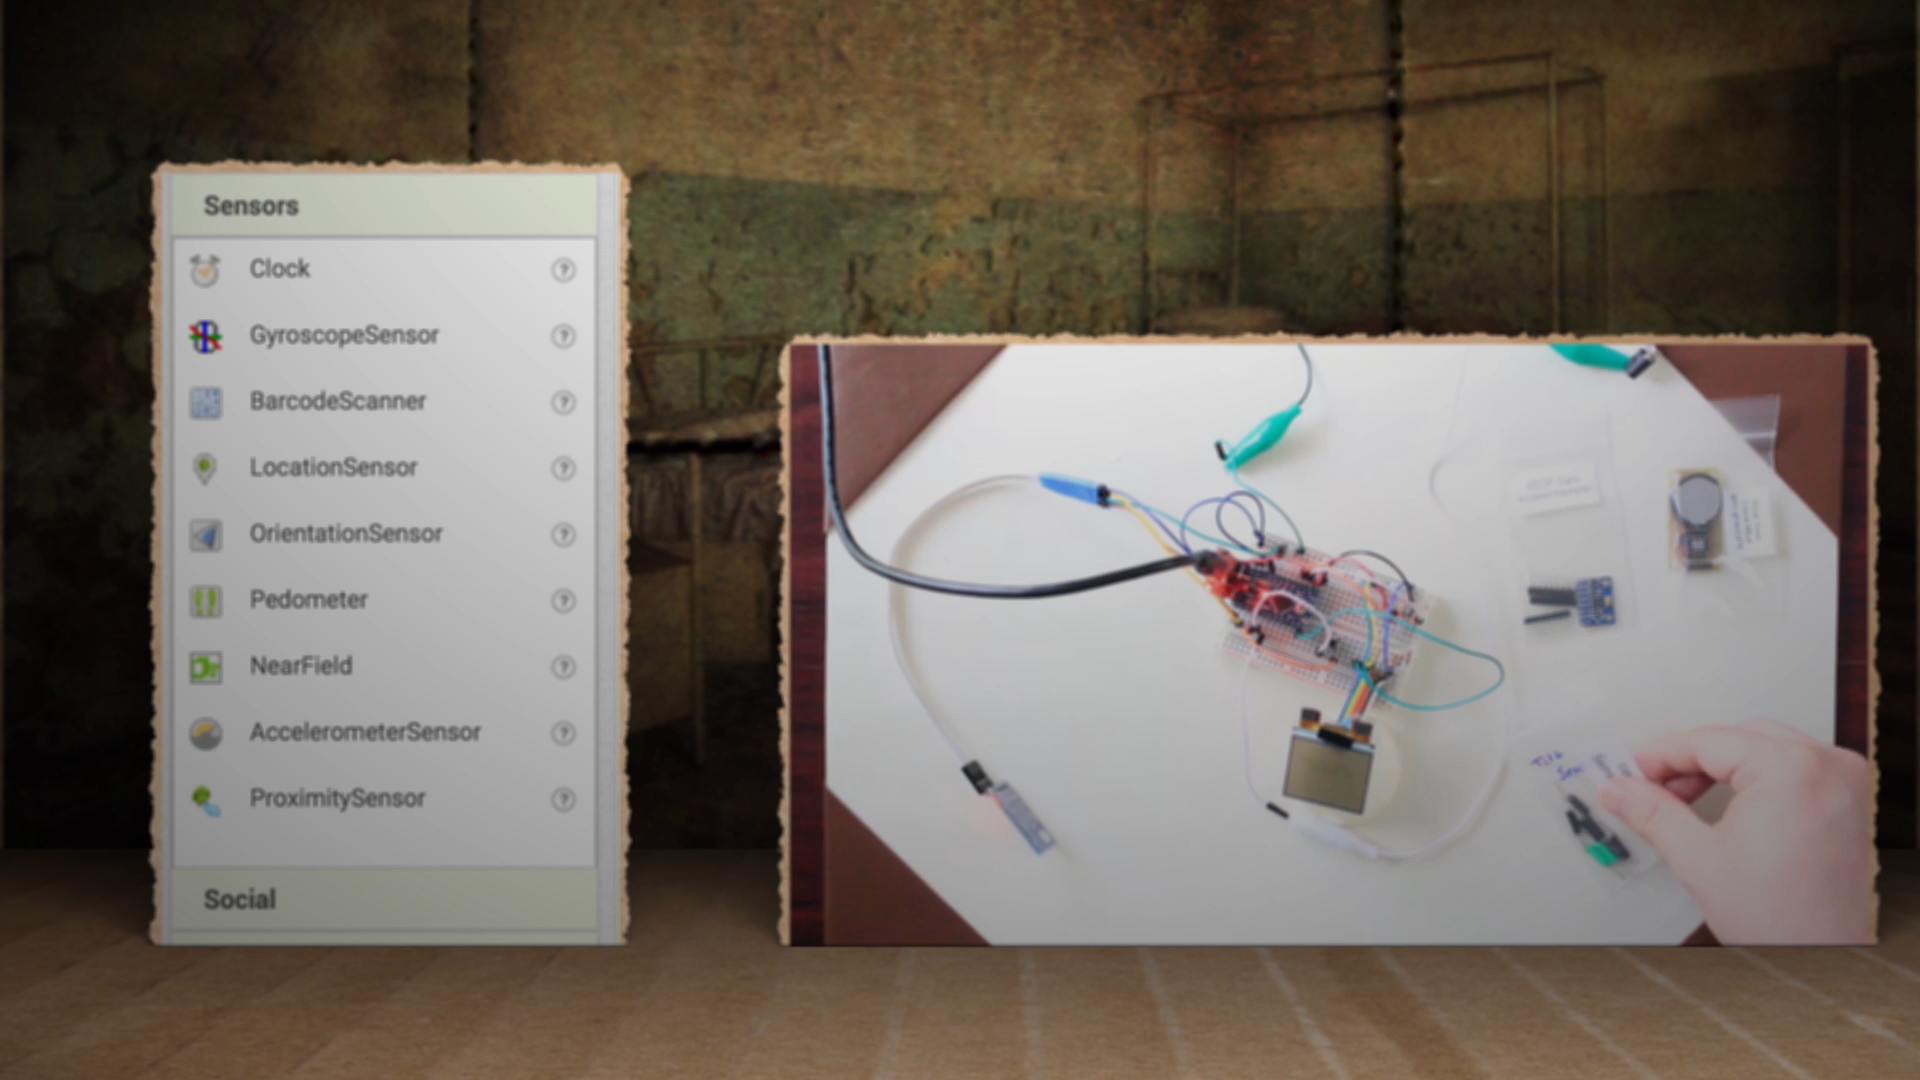 Sensors
Clock
?
GyroscopeSensor
?
BarcodeScanner
?
LocationSensor
?
OrientationSensor
?
Pedometer
?
NearField
?
AccelerometerSensor
?
ProximitySensor
?
Social